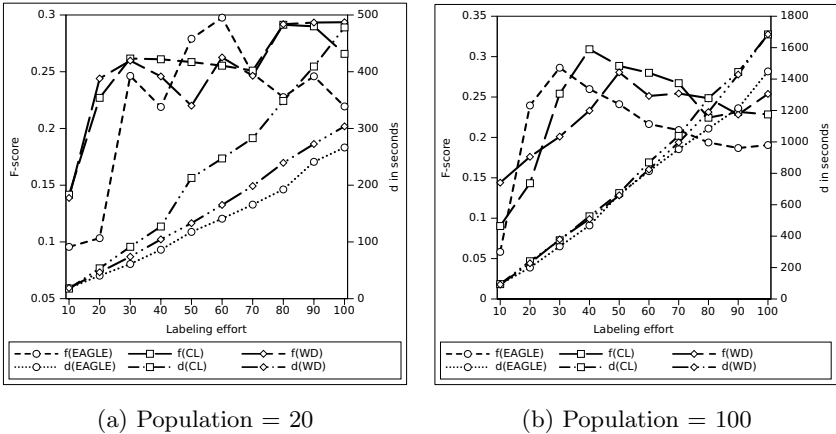 0.3
0.25
0.2
0.15
0.1
0.05
F-score
500
400
300
200
100
0
d in seconds
10 20 30 40 50 60 70 80 90 100
Labeling effort
f(EAGLE) f(CL) f(WD)
d(EAGLE) d(CL) d(WD)
(a) Population = 20
0.35
0.3
0.25
0.2
0.15
0.1
0.05
0
F-score
1800
1600
1400
1200
1000
800
600
400
200
0
d in seconds
10 20 30 40 50 60 70 80 90 100
Labeling effort
f(EAGLE) f(CL) f(WD)
d(EAGLE) d(CL) d(WD)
(b) Population = 100